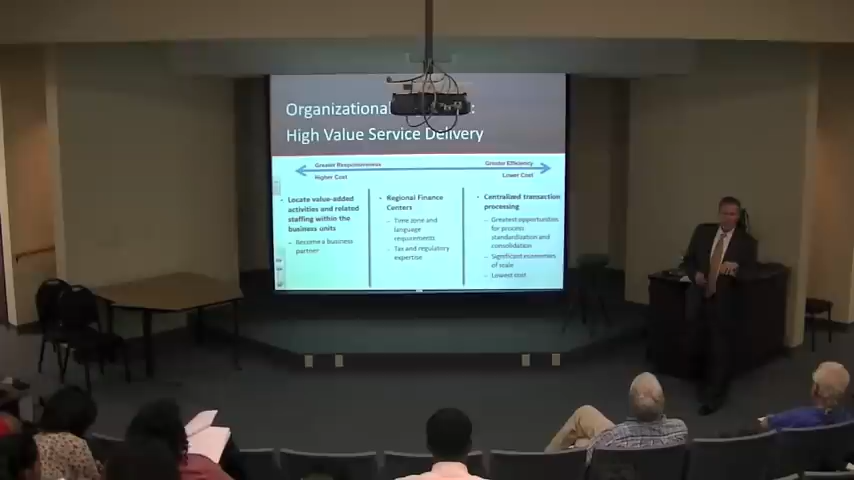 Organizational :
High Value Service Delivery
Greater Responsiveness
Higher Cost
Greater Efficiency
Lower Cost
• Locate value-added
activities and related
staffing within the
business units
– Become a business
partner
• Regional Finance
Centers
– Time zone and
language
requirements
– Tax and regulatory
expertise
• Centralized transaction
processing
– Greatest opportunities
for process
standardization and
consolidation
– Significant economies
of scale
– Lowest cost